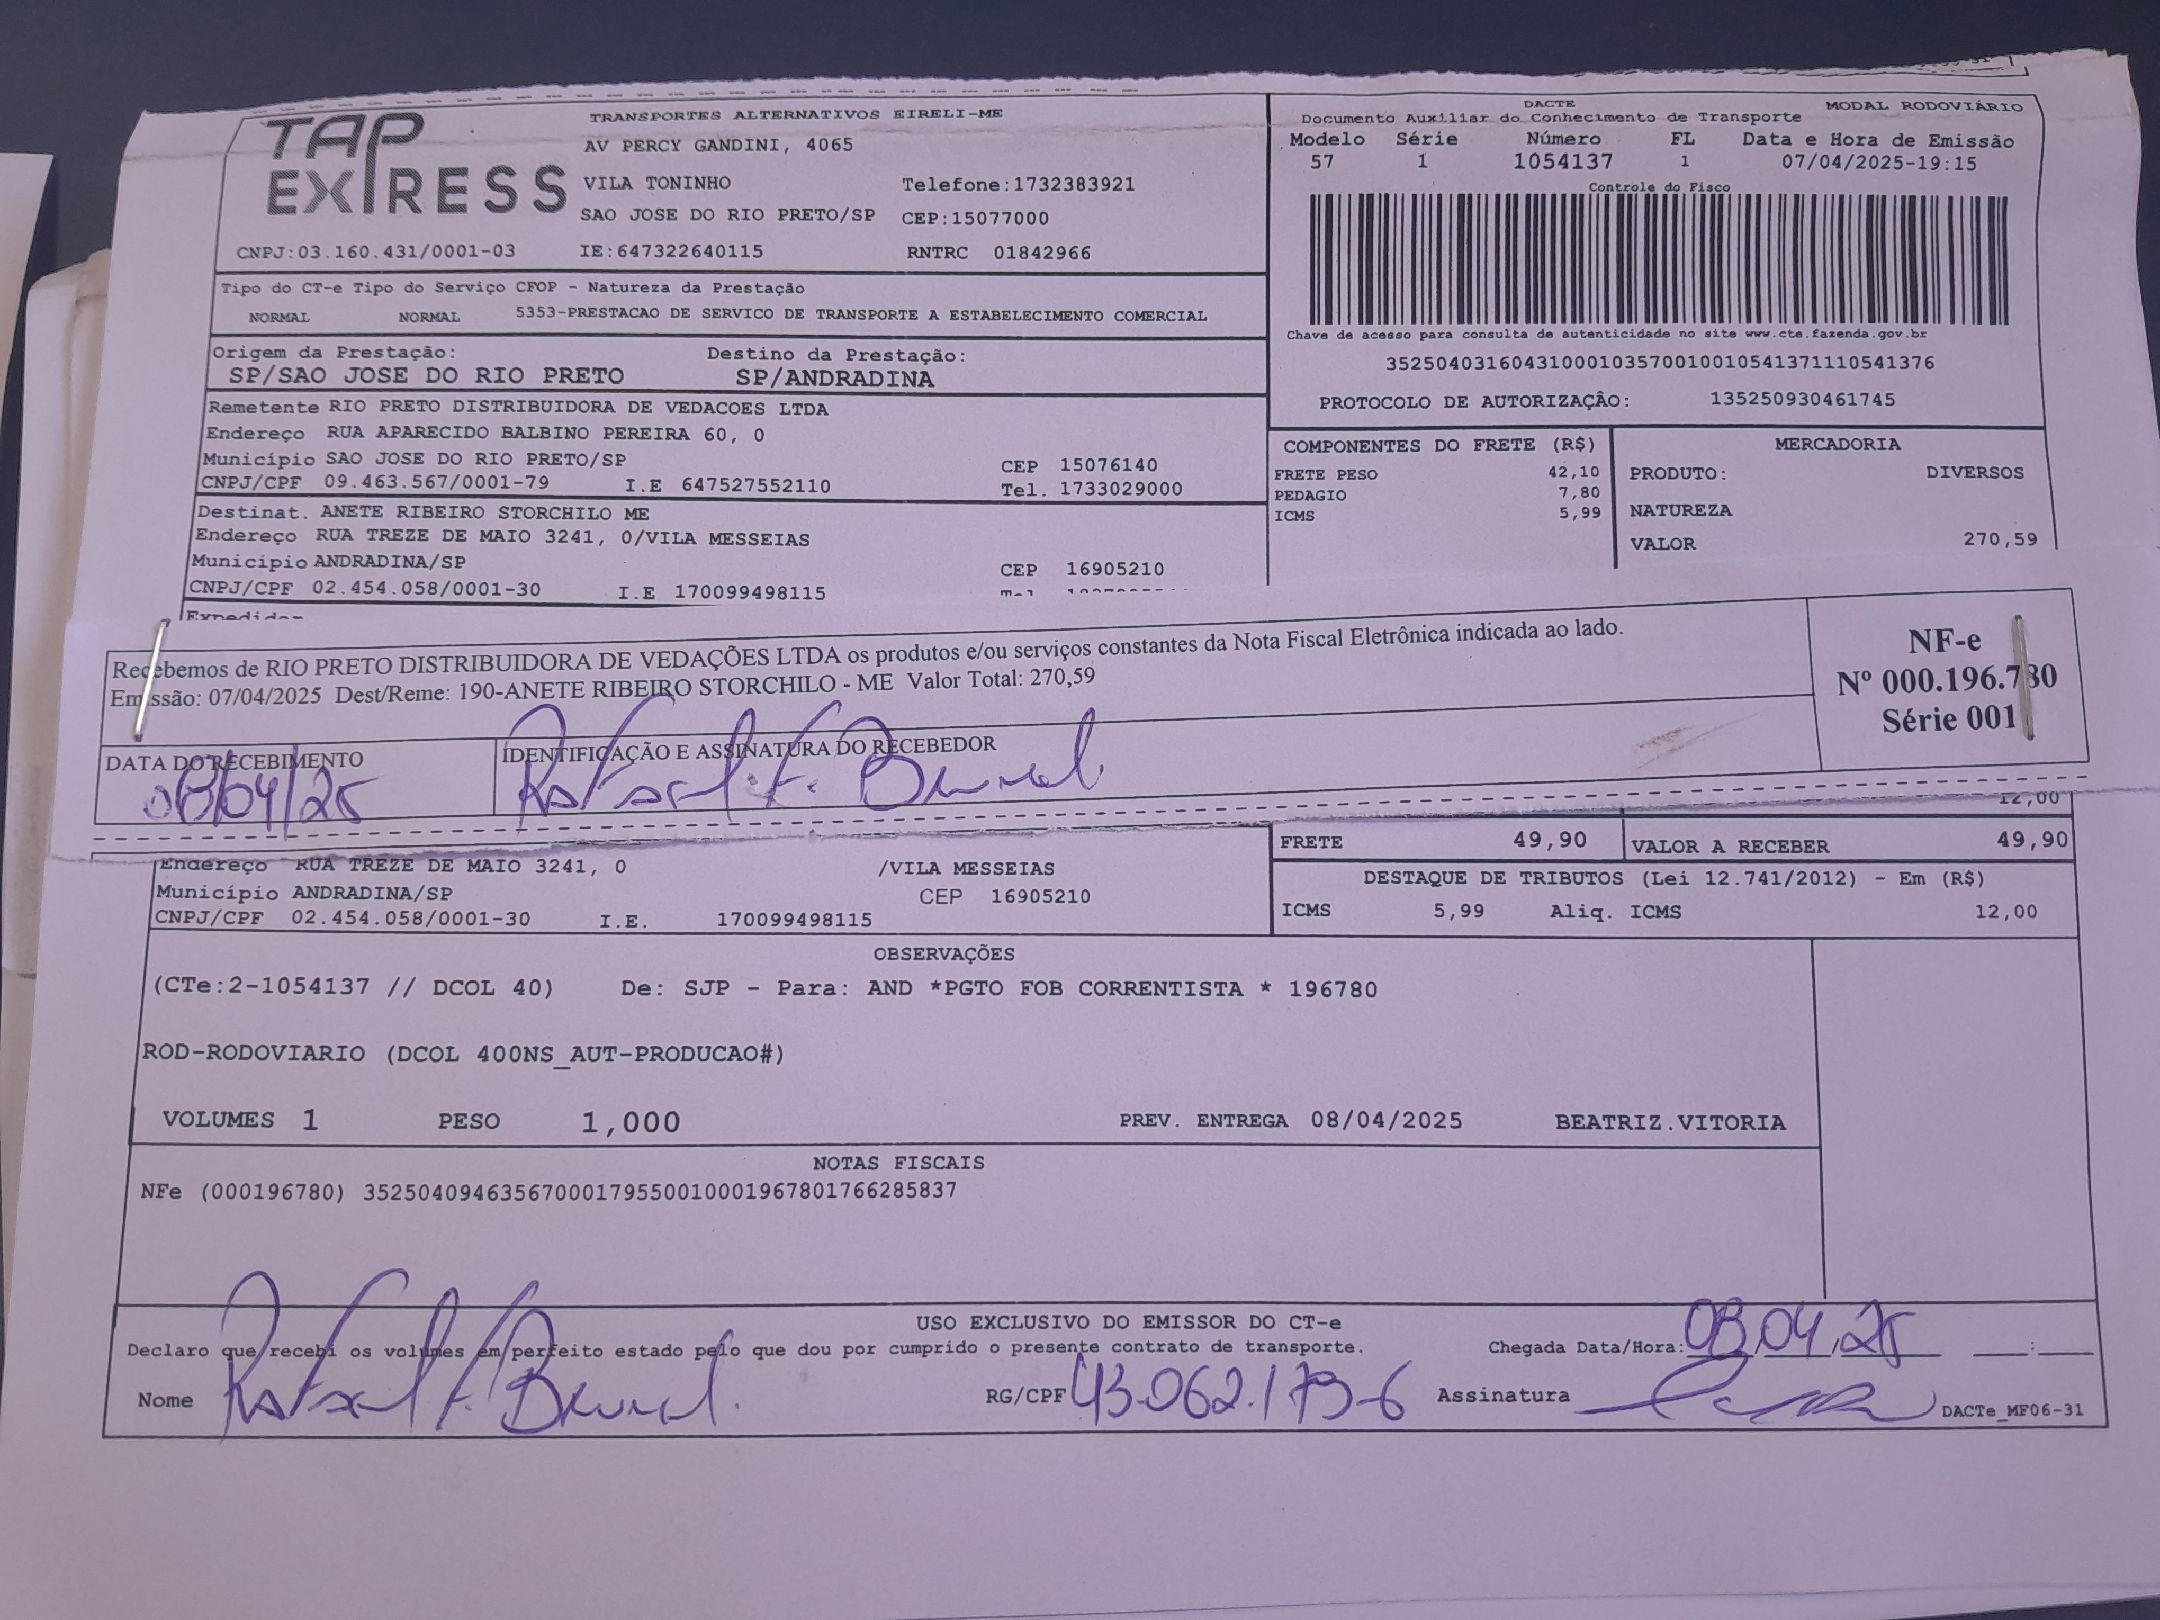 TAP EXPRESS
TRANSPORTES ALTERNATIVOS EIRELI-ME
AV PERCY GANDINI, 4065
VILA TONINHO Telefone:1732383921
SAO JOSE DO RIO PRETO/SP CEP:15077000
CNPJ:03.160.431/0001-03 IE:647322640115 RNTRC 01842966
DACTE MODAL RODOVIÁRIO
Documento Auxiliar do Conhecimento de Transporte
Modelo Série Número FL Data e Hora de Emissão
57 1 1054137 1 07/04/2025-19:15
Controle do Fisco
Chave de acesso para consulta de autenticidade no site www.cte.fazenda.gov.br
35250403160431000103570010010541371110541376
PROTOCOLO DE AUTORIZAÇÃO: 135250930461745
Tipo do CT-e Tipo do Serviço CFOP - Natureza da Prestação
NORMAL NORMAL 5353-PRESTACAO DE SERVICO DE TRANSPORTE A ESTABELECIMENTO COMERCIAL
Origem da Prestação: Destino da Prestação:
SP/SAO JOSE DO RIO PRETO SP/ANDRADINA
Remetente RIO PRETO DISTRIBUIDORA DE VEDACOES LTDA
Endereço RUA APARECIDO BALBINO PEREIRA 60, 0
Município SAO JOSE DO RIO PRETO/SP CEP 15076140
CNPJ/CPF 09.463.567/0001-79 I.E 647527552110 Tel. 1733029000
Destinat. ANETE RIBEIRO STORCHILO ME
Endereço RUA TREZE DE MAIO 3241, 0/VILA MESSEIAS
Município ANDRADINA/SP CEP 16905210
CNPJ/CPF 02.454.058/0001-30 I.E 170099498115
COMPONENTES DO FRETE (R$)
FRETE PESO 42,10
PEDAGIO 7,80
ICMS 5,99
MERCADORIA
PRODUTO: DIVERSOS
NATUREZA
VALOR 270,59
Recebemos de RIO PRETO DISTRIBUIDORA DE VEDAÇÕES LTDA os produtos e/ou serviços constantes da Nota Fiscal Eletrônica indicada ao lado.
Emissão: 07/04/2025 Dest/Reme: 190-ANETE RIBEIRO STORCHILO - ME Valor Total: 270,59
NF-e
Nº 000.196.780
Série 001
DATA DO RECEBIMENTO IDENTIFICAÇÃO E ASSINATURA DO RECEBEDOR
08/04/25 Rafael F.
12,00
FRETE 49,90 VALOR A RECEBER 49,90
Endereço RUA TREZE DE MAIO 3241, 0 /VILA MESSEIAS
Município ANDRADINA/SP CEP 16905210
CNPJ/CPF 02.454.058/0001-30 I.E. 170099498115
DESTAQUE DE TRIBUTOS (Lei 12.741/2012) - Em (R$)
ICMS 5,99 Aliq. ICMS 12,00
OBSERVAÇÕES
(CTe:2-1054137 // DCOL 40) De: SJP - Para: AND *PGTO FOB CORRENTISTA * 196780
ROD-RODOVIARIO (DCOL 400NS_AUT-PRODUCAO#)
VOLUMES 1 PESO 1,000 PREV. ENTREGA 08/04/2025 BEATRIZ.VITORIA
NOTAS FISCAIS
NFe (000196780) 35250409463567000179550010001967801766285837
USO EXCLUSIVO DO EMISSOR DO CT-e
Declaro que recebi os volumes em perfeito estado pelo que dou por cumprido o presente contrato de transporte. Chegada Data/Hora: 08.04.25 __:__
Nome Rafael F. RG/CPF 43.062.173-6 Assinatura DACTe_MF06-31